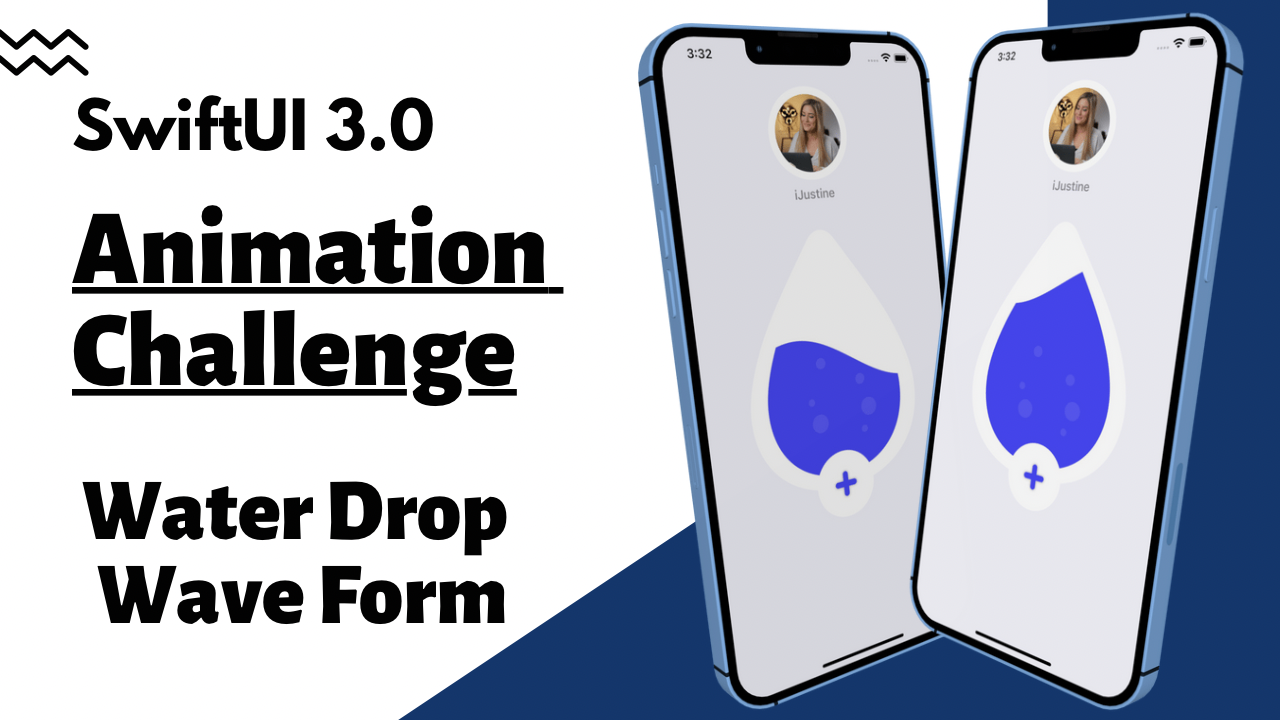 SwiftUI 3.0
Animation
Challenge
Water Drop
Wave Form
3:32
iJustine
3:32
iJustine